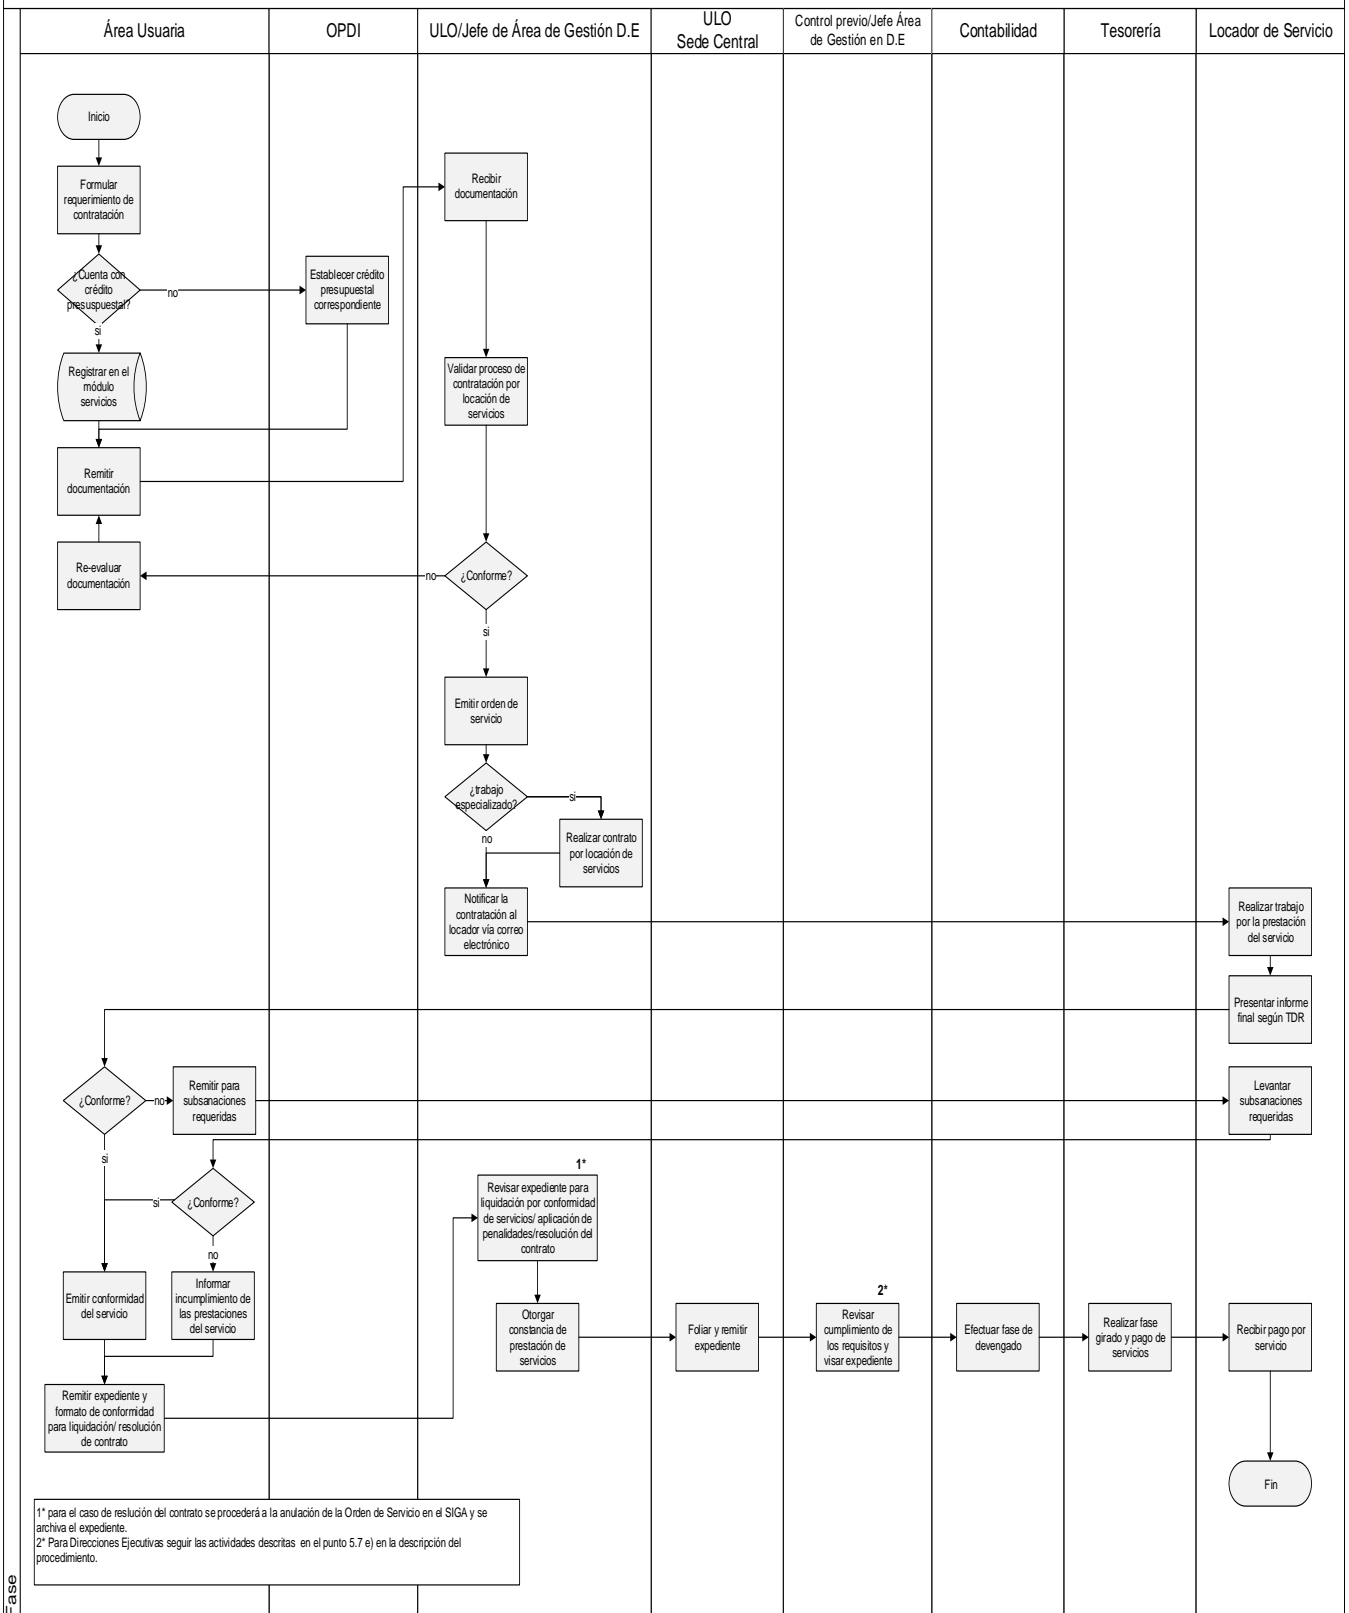 Área Usuaria
OPDI
ULO/Jefe de Área de Gestión D.E
ULO
Sede Central
Control previo/Jefe Área
de Gestión en D.E
Contabilidad
Tesorería
Locador de Servicio
Inicio
Formular
requerimiento de
contratación
¿Cuenta con
crédito
presuspuestal?
no
si
Establecer crédito
presupuestal
correspondiente
Registrar en el
módulo
servicios
Remitir
documentación
Re-evaluar
documentación
Recibir
documentación
Validar proceso de
contratación por
locación de
servicios
¿Conforme?
no
si
Emitir orden de
servicio
¿trabajo
especializado?
si
no
Realizar contrato
por locación de
servicios
Notificar la
contratación al
locador vía correo
electrónico
Realizar trabajo
por la prestación
del servicio
Presentar informe
final según TDR
¿Conforme?
no
si
Remitir para
subsanaciones
requeridas
Levantar
subsanaciones
requeridas
¿Conforme?
si
no
Emitir conformidad
del servicio
Informar
incumplimiento de
las prestaciones
del servicio
Remitir expediente y
formato de conformidad
para liquidación/ resolución
de contrato
1*
Revisar expediente para
liquidación por conformidad
de servicios/ aplicación de
penalidades/resolución del
contrato
Otorgar
constancia de
prestación de
servicios
Foliar y remitir
expediente
2*
Revisar
cumplimiento de
los requisitos y
visar expediente
Efectuar fase de
devengado
Realizar fase
girado y pago de
servicios
Recibir pago por
servicio
Fin
1* para el caso de reslución del contrato se procederá a la anulación de la Orden de Servicio en el SIGA y se
archiva el expediente.
2* Para Direcciones Ejecutivas seguir las actividades descritas en el punto 5.7 e) en la descripción del
procedimiento.
Fase